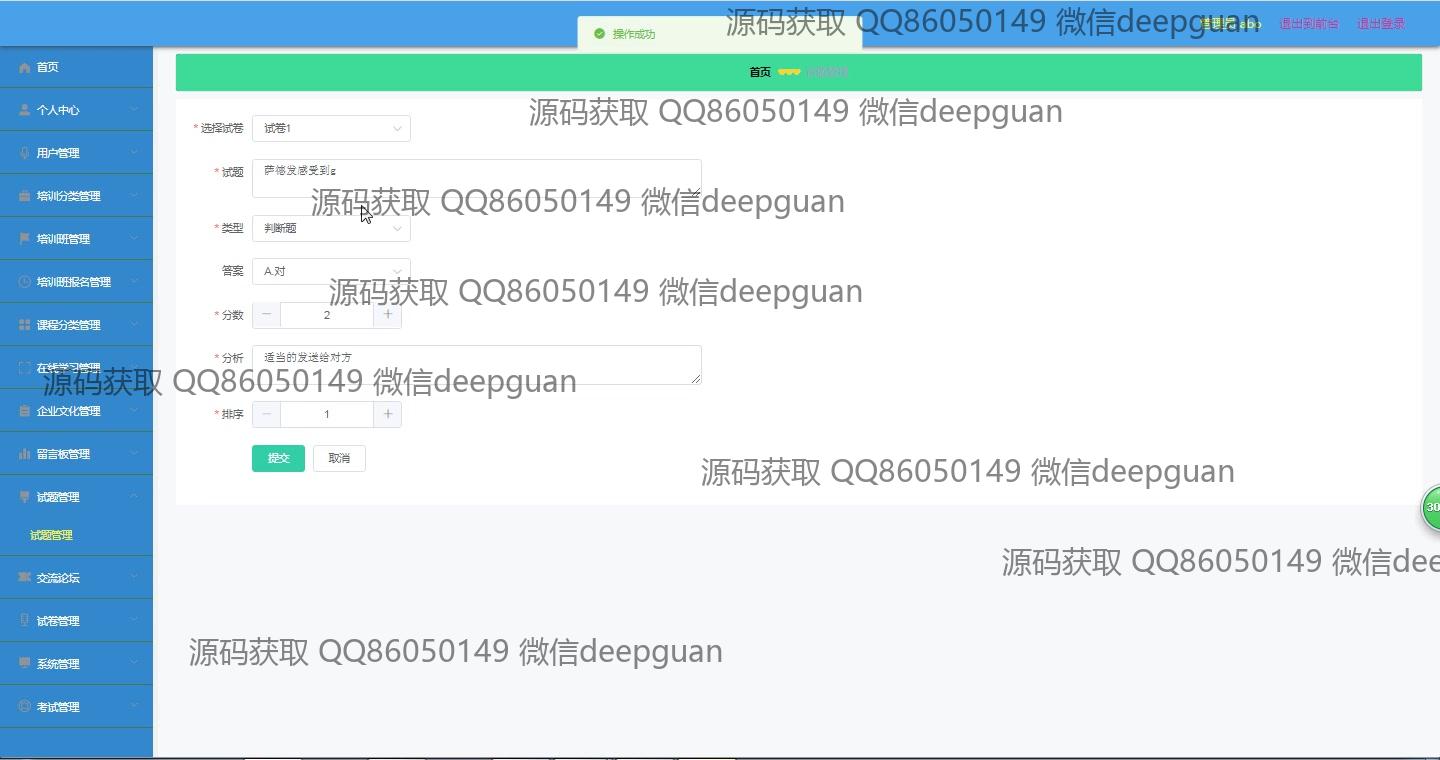 源码获取 QQ86050149 微信deepguan
操作成功
退出到前台
退出登录
首页
首页
源码获取 QQ86050149 微信deepguan
个人中心
* 选择试卷
试卷1
用户管理
* 试题
萨修发感受到g
培训分类管理
源码获取 QQ86050149 微信deepguan
* 类型
判断题
培训班管理
答案
A.对
培训班报名管理
源码获取 QQ86050149 微信deepguan
* 分数
2
课程分类管理
* 分析
适当的发送给对方
在线学习管理
源码获取 QQ86050149 微信deepguan
* 排序
1
企业文化管理
留言板管理
提交
取消
源码获取 QQ86050149 微信deepguan
试题管理
30
试题管理
源码获取 QQ86050149 微信dee
交流论坛
试卷管理
源码获取 QQ86050149 微信deepguan
系统管理
考试管理